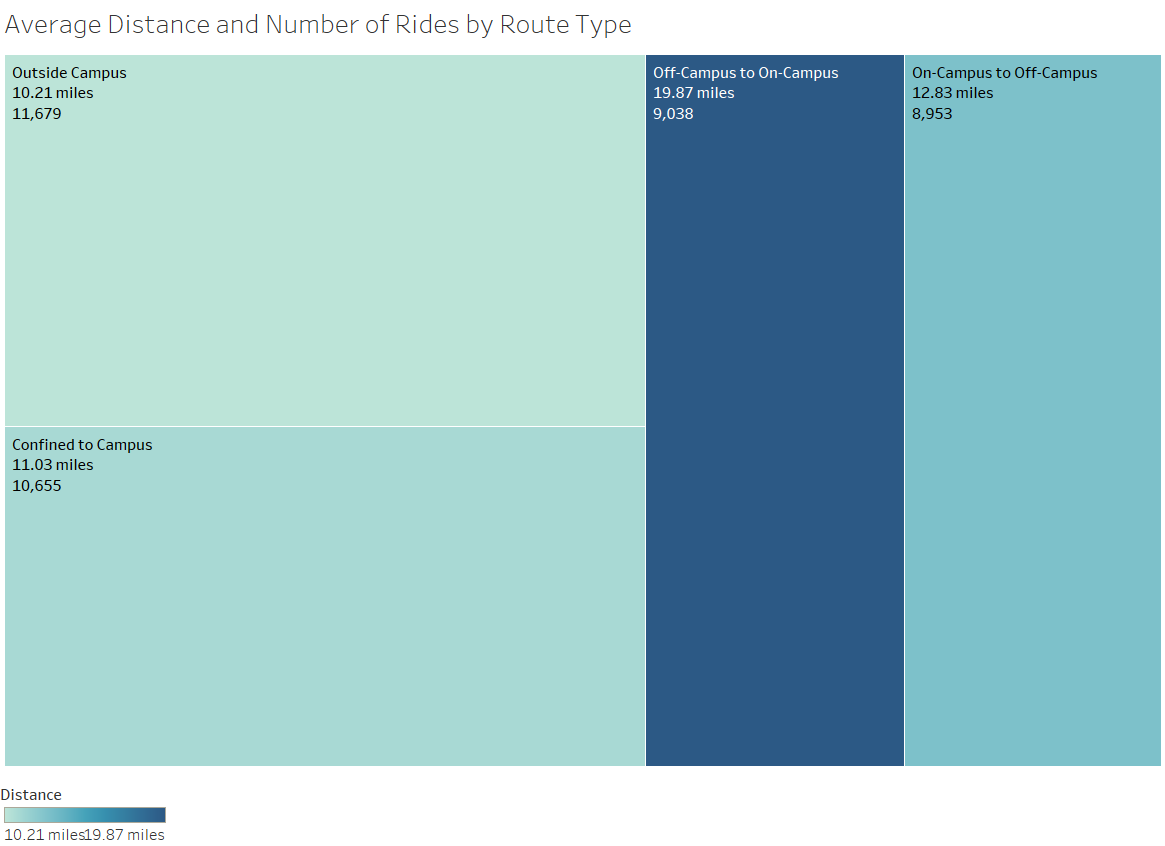 Average Distance and Number of Rides by Route Type
Outside Campus
10.21 miles
11,679
Off-Campus to On-Campus
19.87 miles
9,038
On-Campus to Off-Campus
12.83 miles
8,953
Confined to Campus
11.03 miles
10,655
Distance
10.21 miles19.87 miles